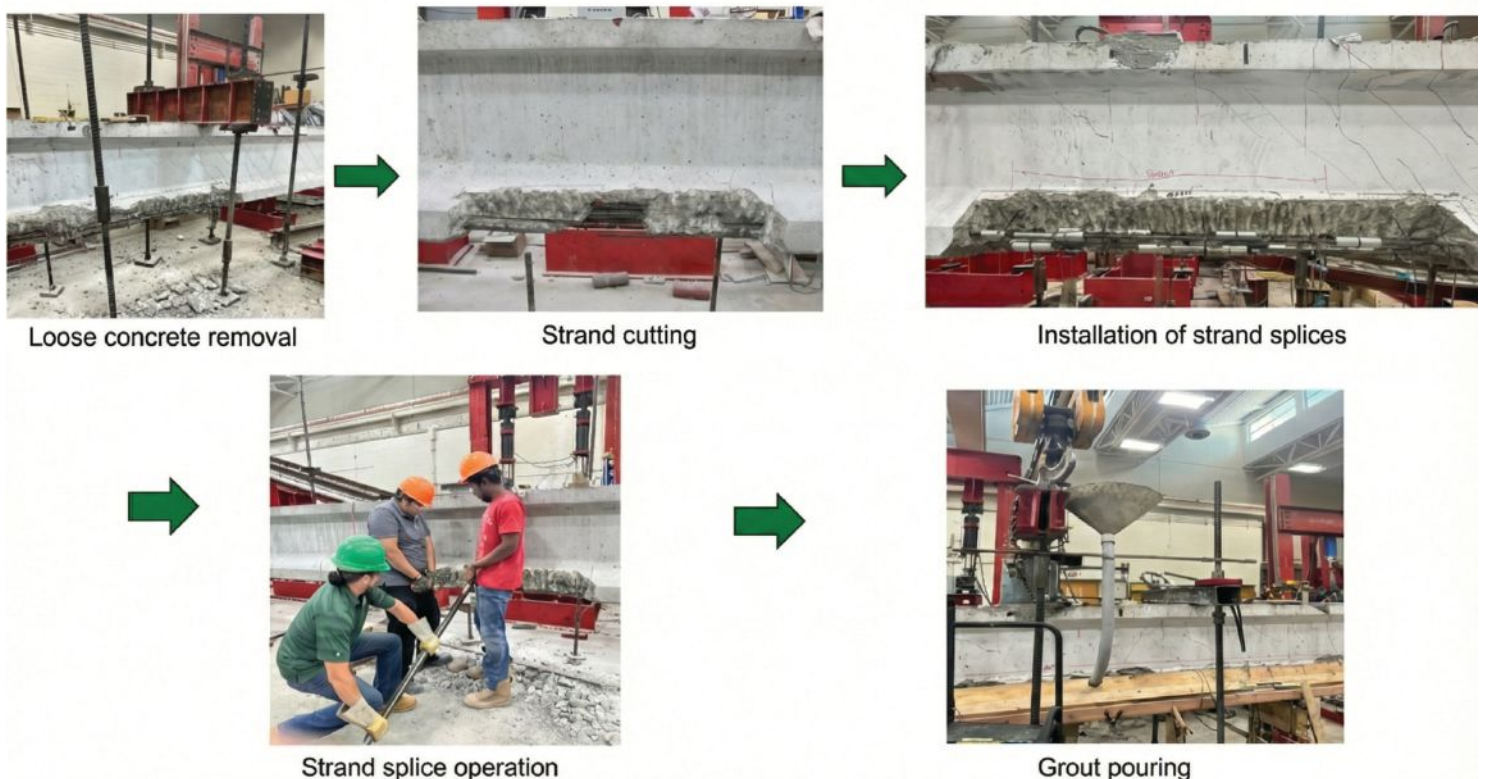 Loose concrete removal
Strand cutting
Installation of strand splices
Strand splice operation
Grout pouring